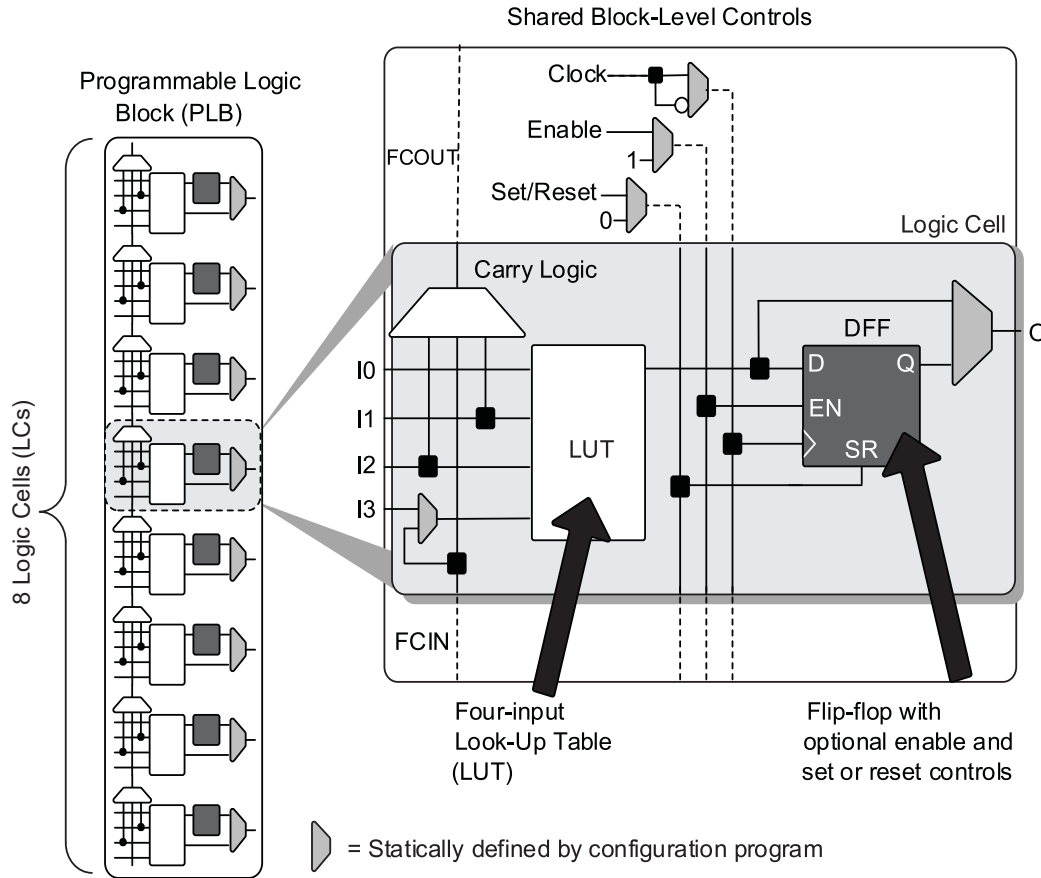 Shared Block-Level Controls
Programmable Logic
Block (PLB)
Clock
Enable
1
FCOUT
Set/Reset
0
Logic Cell
Carry Logic
DFF
O
I0
D
Q
I1
EN
LUT
I2
SR
I3
8 Logic Cells (LCs)
FCIN
Four-input
Look-Up Table
(LUT)
Flip-flop with
optional enable and
set or reset controls
= Statically defined by configuration program